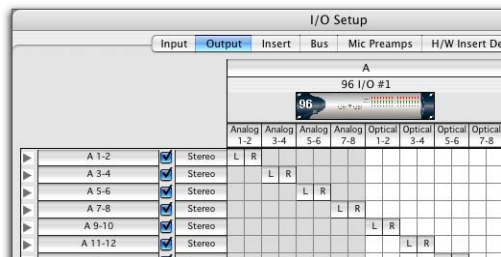 I/O Setup
Input Output Insert Bus Mic Preamps H/W Insert De
A
96 I/O #1
96
Analog 1-2 Analog 3-4 Analog 5-6 Analog 7-8 Optical 1-2 Optical 3-4 Optical 5-6 Optical 7-8
A 1-2 Stereo L R
A 3-4 Stereo L R
A 5-6 Stereo L R
A 7-8 Stereo L R
A 9-10 Stereo L R
A 11-12 Stereo L R